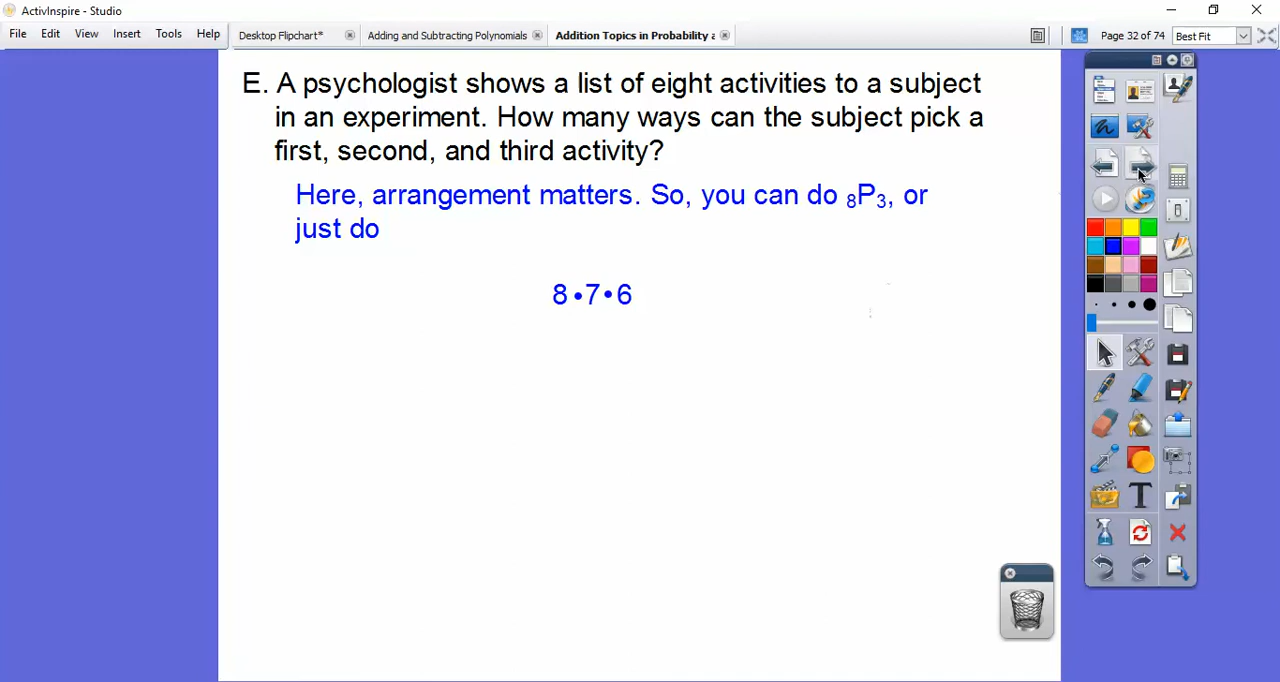 ActivInspire - Studio
File Edit View Insert Tools Help
Desktop Flipchart* Adding and Subtracting Polynomials Addition Topics in Probability a
Page 32 of 74 Best Fit
E. A psychologist shows a list of eight activities to a subject
in an experiment. How many ways can the subject pick a
first, second, and third activity?
Here, arrangement matters. So, you can do ₈P₃, or
just do
8•7•6